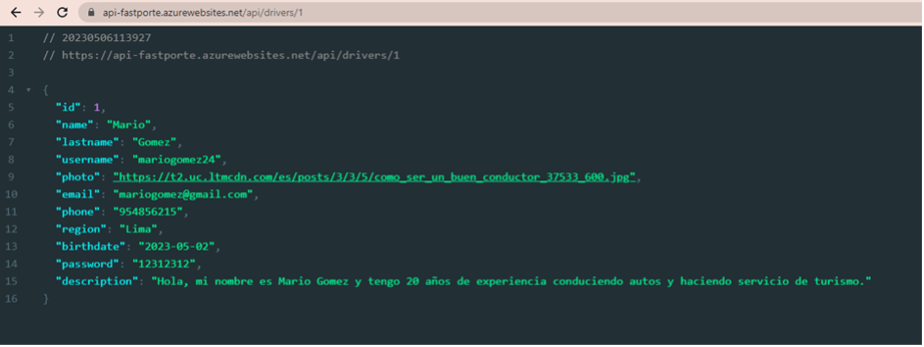 api-fastporte.azurewebsites.net/api/drivers/1
1 // 20230506113927
2 // https://api-fastporte.azurewebsites.net/api/drivers/1
3
4 {
5 "id": 1,
6 "name": "Mario",
7 "lastname": "Gomez",
8 "username": "mariogomez24",
9 "photo": "https://t2.uc.ltmcdn.com/es/posts/3/3/5/como_ser_un_buen_conductor_37533_600.jpg",
10 "email": "mariogomez@gmail.com",
11 "phone": "954856215",
12 "region": "Lima",
13 "birthdate": "2023-05-02",
14 "password": "12312312",
15 "description": "Hola, mi nombre es Mario Gomez y tengo 20 años de experiencia conduciendo autos y haciendo servicio de turismo."
16 }